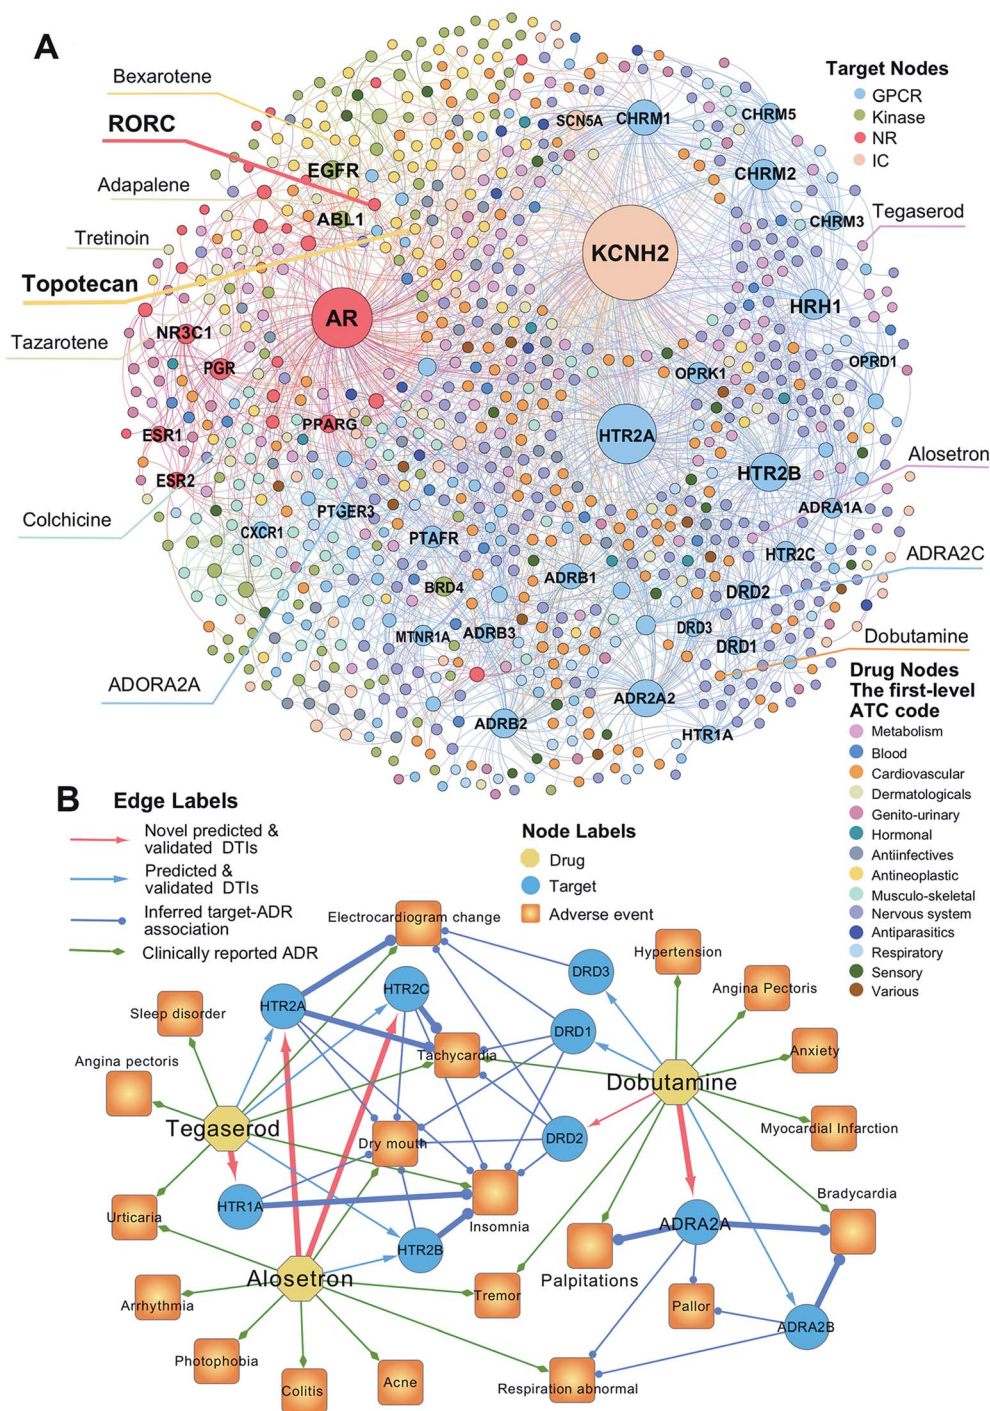 A
Bexarotene
RORC
Adapalene
Tretinoin
Topotecan
Tazarotene
Colchicine
ADORA2A
Target Nodes
GPCR
Kinase
NR
IC
Tegaserod
Alosetron
ADRA2C
Dobutamine
SCN5A
CHRM1
CHRM5
EGFR
CHRM2
ABL1
CHRM3
KCNH2
AR
HRH1
NR3C1
PGR
OPRK1
OPRD1
PPARG
ESR1
HTR2A
ESR2
HTR2B
PTGER3
ADRA1A
CXCR1
PTAFR
HTR2C
BRD4
ADRB1
DRD2
MTNR1A
ADRB3
DRD3
DRD1
ADR2A2
ADRB2
HTR1A
Drug Nodes
The first-level
ATC code
Metabolism
Blood
Cardiovascular
Dermatologicals
Genito-urinary
Hormonal
Antiinfectives
Antineoplastic
Musculo-skeletal
Nervous system
Antiparasitics
Respiratory
Sensory
Various
B
Edge Labels
Novel predicted &
validated DTIs
Predicted &
validated DTIs
Inferred target-ADR
association
Clinically reported ADR
Node Labels
Drug
Target
Adverse event
Electrocardiogram change
Hypertension
DRD3
Angina Pectoris
HTR2C
HTR2A
Sleep disorder
DRD1
Anxiety
Tachycardia
Angina pectoris
Dobutamine
Tegaserod
Myocardial Infarction
Dry mouth
DRD2
Bradycardia
HTR1A
Insomnia
ADRA2A
Urticaria
HTR2B
Palpitations
Alosetron
Tremor
Arrhythmia
Pallor
ADRA2B
Photophobia
Colitis
Acne
Respiration abnormal